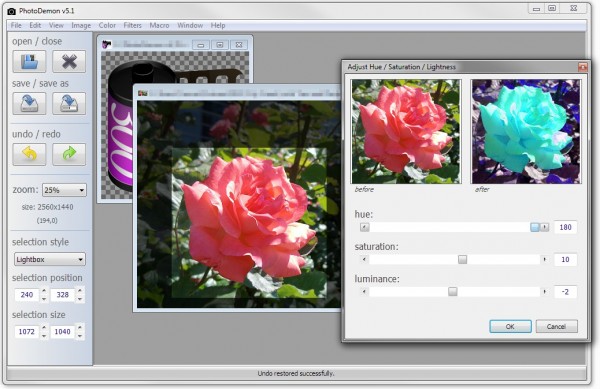 PhotoDemon v5.1
File Edit View Image Color Filters Macro Window Help
open / close
save / save as
undo / redo
zoom: 25%
size: 2560x1440
(194,0)
selection style
Lightbox
selection position
240 328
selection size
1072 1040
300
Adjust Hue / Saturation / Lightness
before after
hue:
180
saturation:
10
luminance:
-2
OK Cancel
Undo restored successfully.